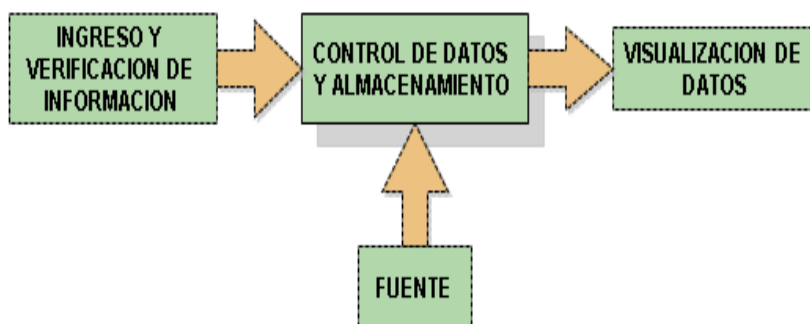 INGRESO Y
VERIFICACION DE
INFORMACION
CONTROL DE DATOS
Y ALMACENAMIENTO
VISUALIZACION DE
DATOS
FUENTE